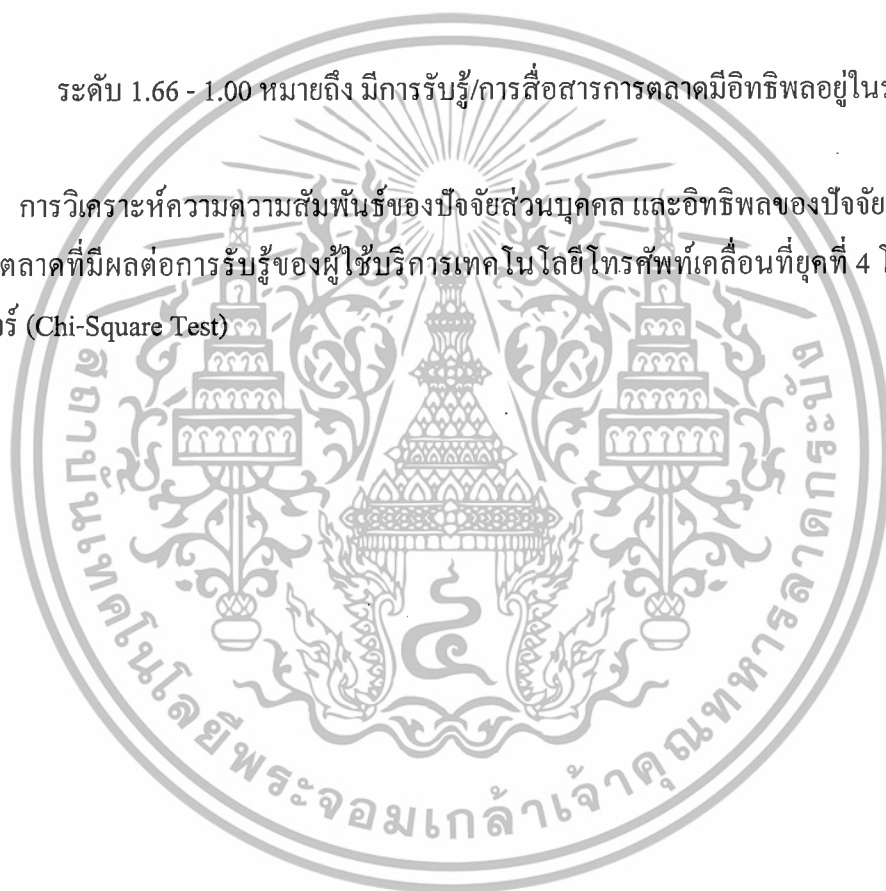 ระดับ 1.66 - 1.00 หมายถึง มีการรับรู้/การสื่อสารการตลาดมีอิทธิพลอยู่ใน
การวิเคราะห์ความความสัมพันธ์ของปัจจัยส่วนบุคคล และอิทธิพลของปัจจัย
ตลาดที่มีผลต่อการรับรู้ของผู้ใช้บริการเทคโนโลยีโทรศัพท์เคลื่อนที่ยุคที่ 4
(Chi-Square Test)
สถาบันเทคโนโลยีพระจอมเกล้าเจ้าคุณทหารลาดกระบัง
๔